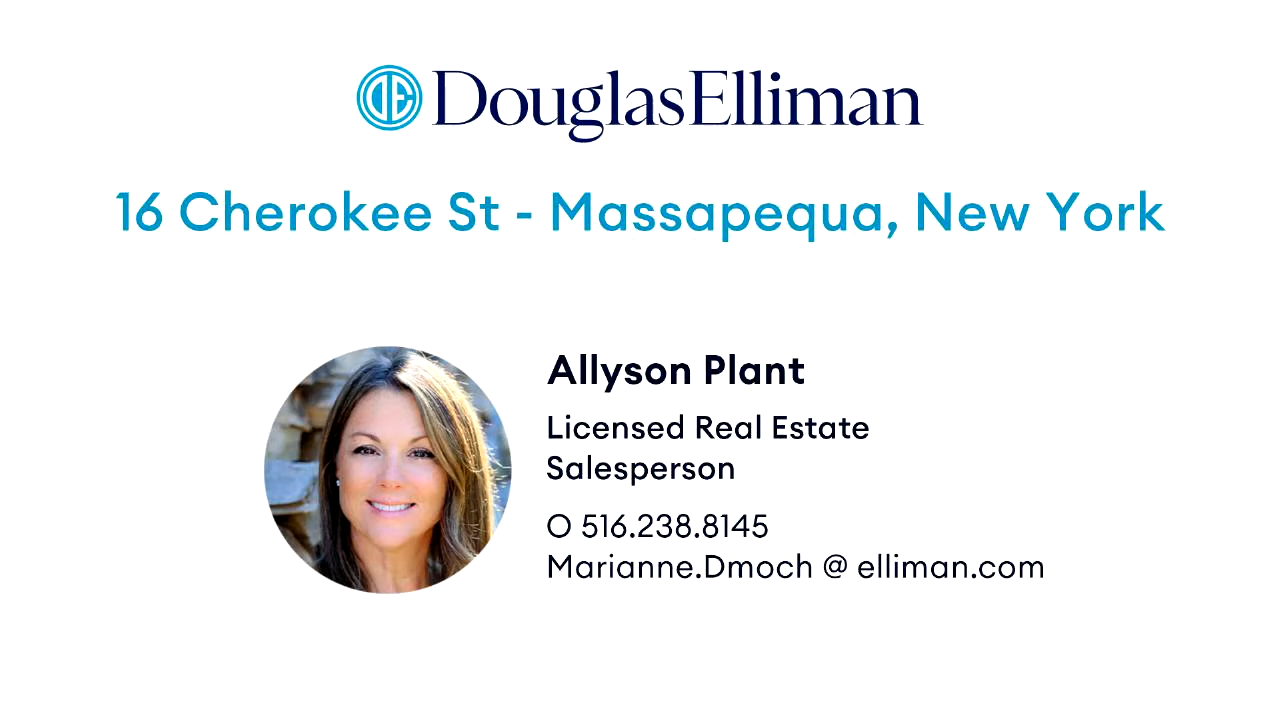 DE DouglasElliman
16 Cherokee St - Massapequa, New York
Allyson Plant
Licensed Real Estate
Salesperson
O 516.238.8145
Marianne.Dmoch @ elliman.com